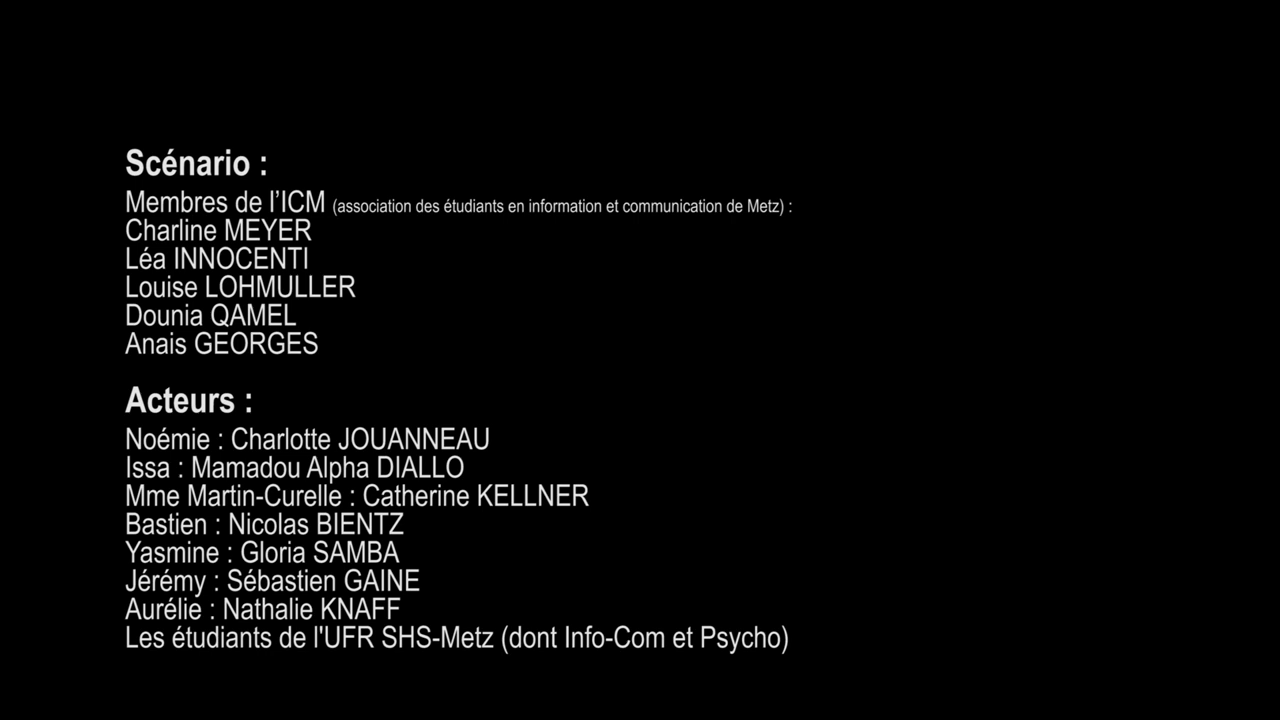 Scénario :
Membres de l’ICM (association des étudiants en information et communication de Metz) :
Charline MEYER
Léa INNOCENTI
Louise LOHMULLER
Dounia QAMEL
Anais GEORGES
Acteurs :
Noémie : Charlotte JOUANNEAU
Issa : Mamadou Alpha DIALLO
Mme Martin-Curelle : Catherine KELLNER
Bastien : Nicolas BIENTZ
Yasmine : Gloria SAMBA
Jérémy : Sébastien GAINE
Aurélie : Nathalie KNAFF
Les étudiants de l'UFR SHS-Metz (dont Info-Com et Psycho)